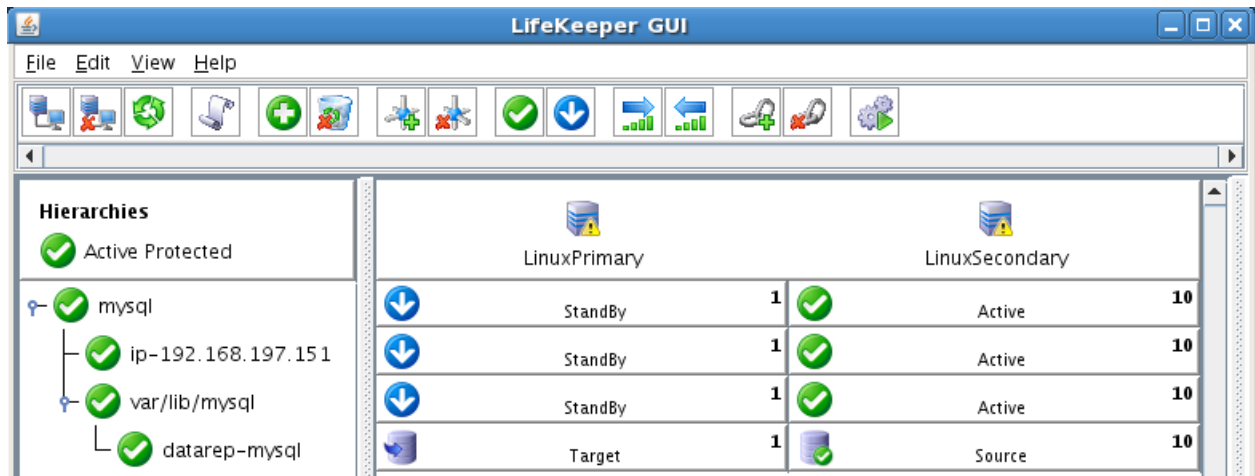 LifeKeeper GUI
File Edit View Help
Hierarchies
Active Protected
LinuxPrimary LinuxSecondary
mysql StandBy 1 Active 10
ip-192.168.197.151 StandBy 1 Active 10
var/lib/mysql StandBy 1 Active 10
datarep-mysql Target 1 Source 10